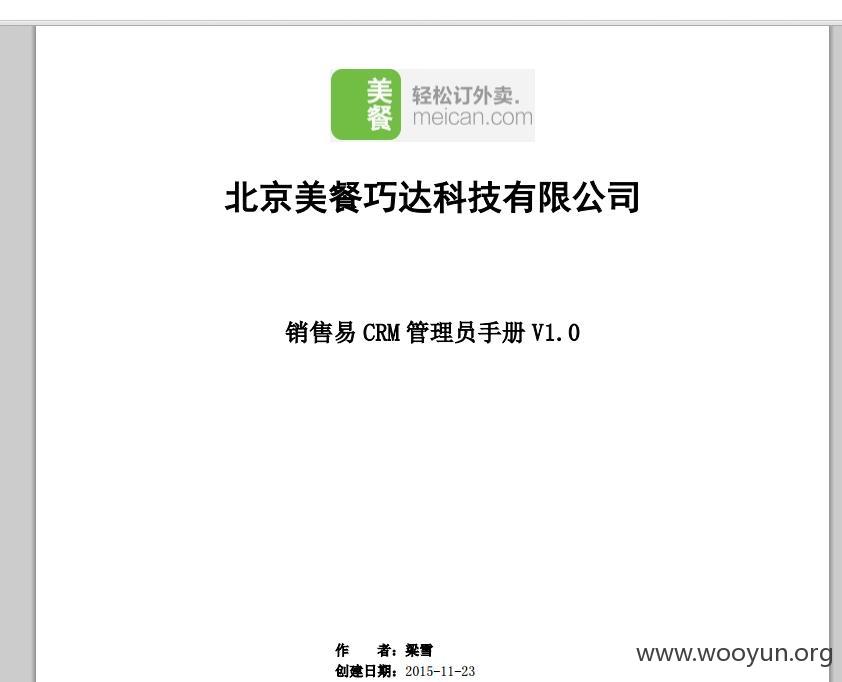 美餐
轻松订外卖.
meican.com
北京美餐巧达科技有限公司
销售易 CRM 管理员手册 V1.0
作 者：梁雪
创建日期：2015-11-23
www.wooyun.org